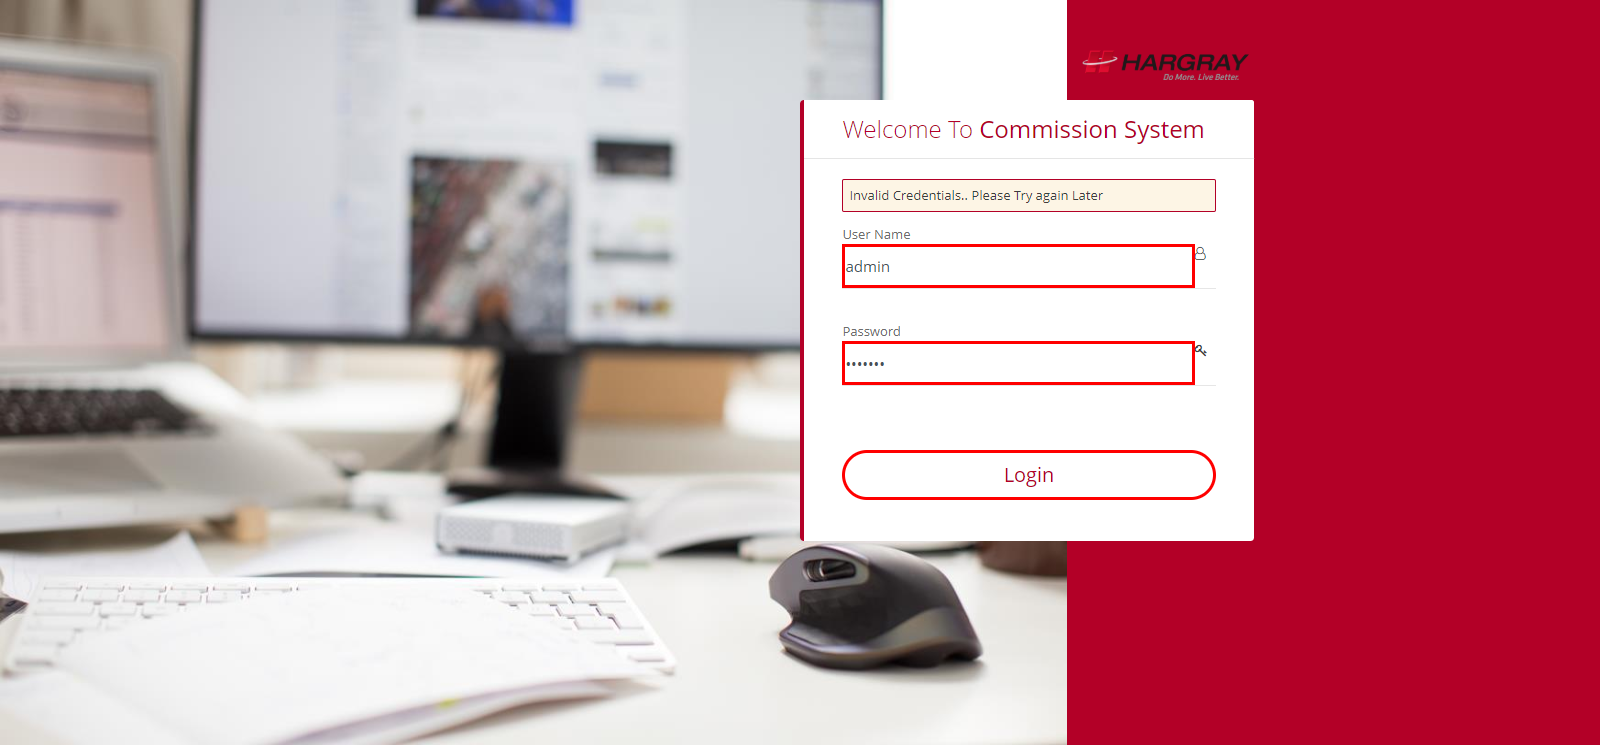 HARGRAY
Do More. Live Better.
Welcome To Commission System
Invalid Credentials.. Please Try again Later
User Name
admin
Password
•••••••
Login